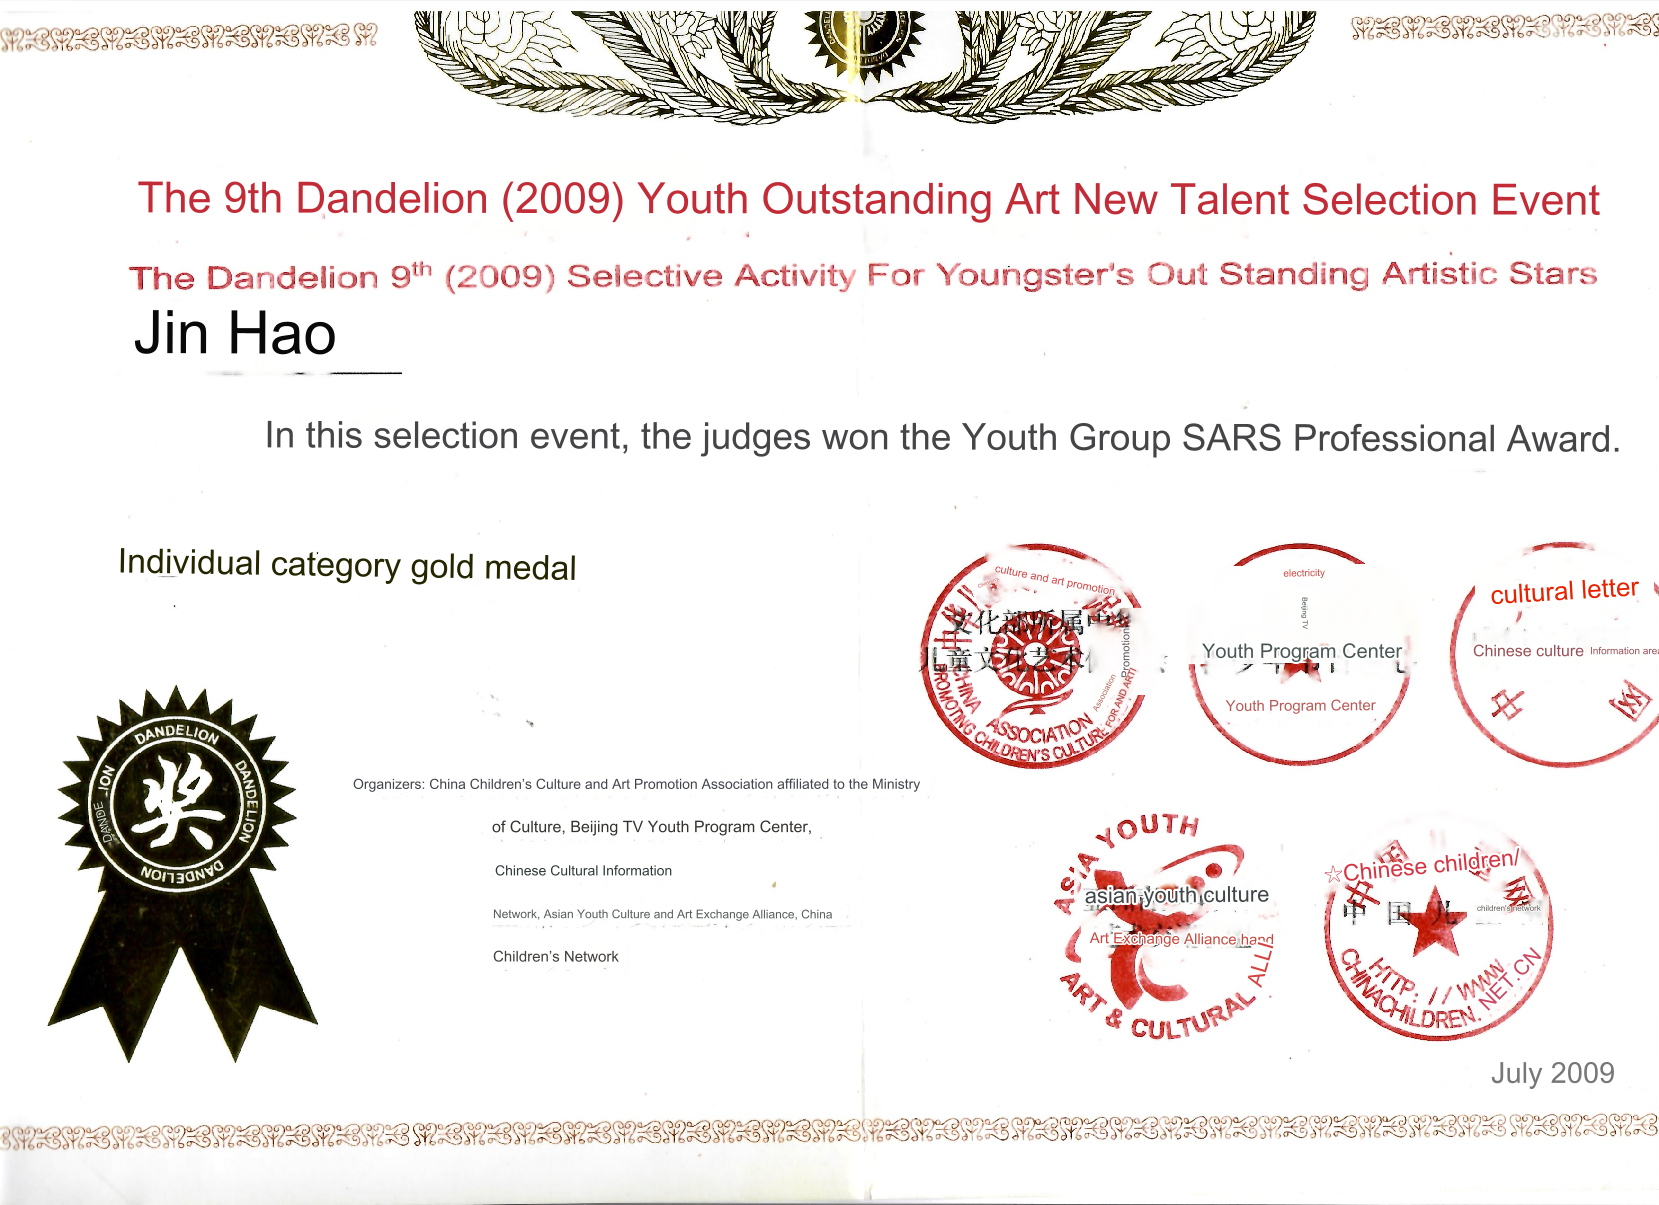 The 9th Dandelion (2009) Youth Outstanding Art New Talent Selection Event
The Dandelion 9th (2009) Selective Activity For Youngster's Out Standing Artistic Stars
Jin Hao
In this selection event, the judges won the Youth Group SARS Professional Award.
Individual category gold medal
culture and art promotion
文化部所属中
儿童文化艺术
Promotion
Association
CHINA ASSOCIATION
PROMOTING CHILDREN'S CULTURE FOR AND ART
electricity
Beijing TV
Youth Program Center
Youth Program Center
cultural letter
Chinese culture Information area
中 网
DANDELION
DANDELION
DANDELION
奖
Organizers: China Children's Culture and Art Promotion Association affiliated to the Ministry
of Culture, Beijing TV Youth Program Center,
Chinese Cultural Information
Network, Asian Youth Culture and Art Exchange Alliance, China
Children's Network
ASIA YOUTH
asian youth culture
Art Exchange Alliance hand
ART & CULTURAL ALLI
☆Chinese children/
中国儿
children's network
HTTP://WWW
CHINACHILDREN.NET.CN
July 2009